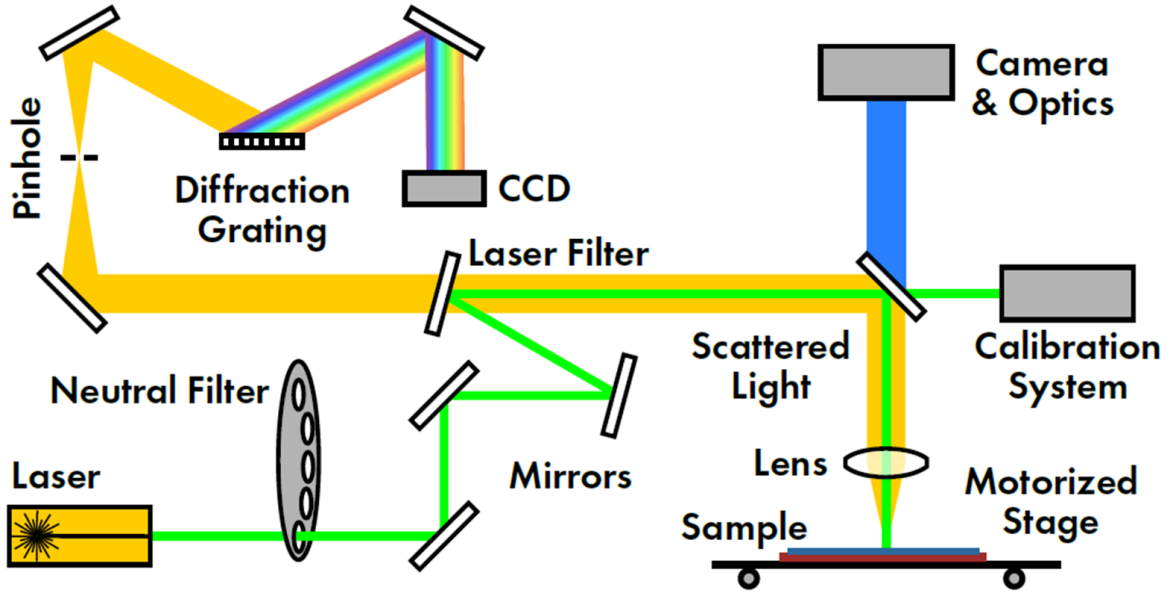 Pinhole
Diffraction
Grating
CCD
Camera
& Optics
Laser Filter
Scattered
Light
Calibration
System
Neutral Filter
Mirrors
Lens
Laser
Sample
Motorized
Stage